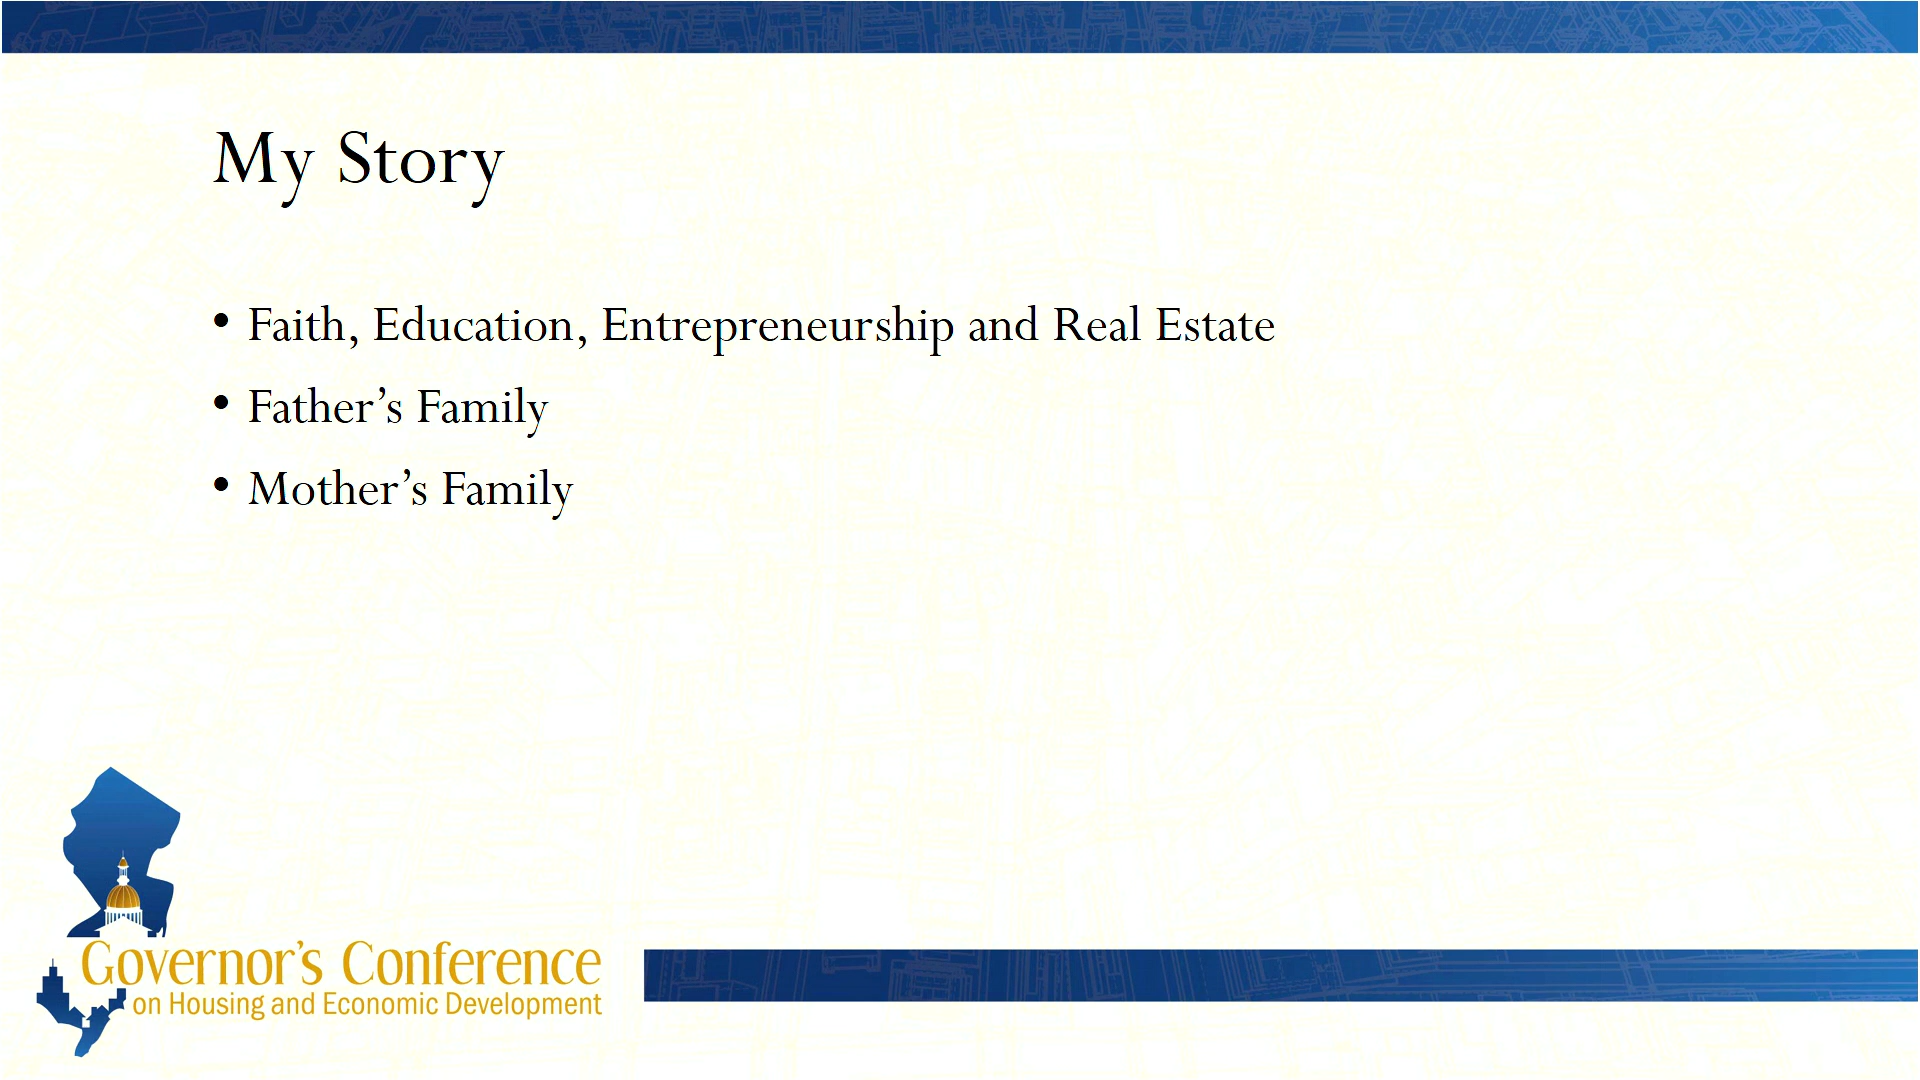 My Story
• Faith, Education, Entrepreneurship and Real Estate
• Father’s Family
• Mother’s Family
Governor's Conference
on Housing and Economic Development